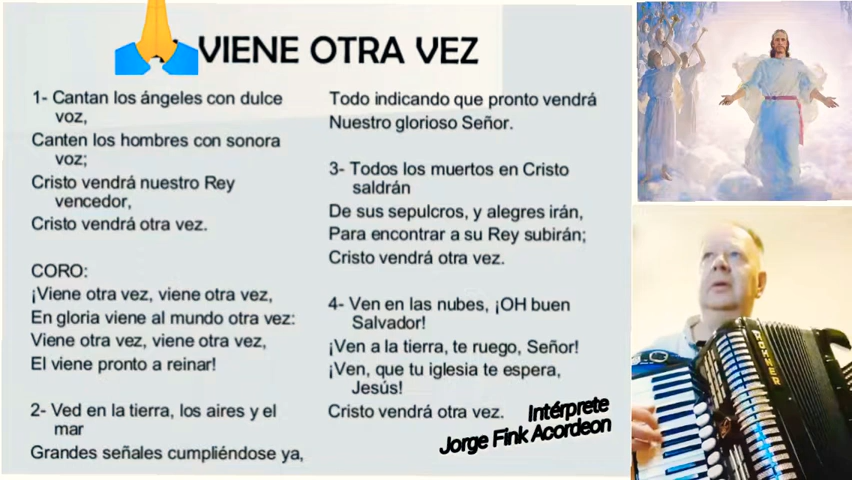 VIENE OTRA VEZ
1- Cantan los ángeles con dulce
voz,
Canten los hombres con sonora
voz;
Cristo vendrá nuestro Rey
vencedor,
Cristo vendrá otra vez.
CORO:
¡Viene otra vez, viene otra vez,
En gloria viene al mundo otra vez:
Viene otra vez, viene otra vez,
El viene pronto a reinar!
2- Ved en la tierra, los aires y el
mar
Grandes señales cumpliéndose ya,
Todo indicando que pronto vendrá
Nuestro glorioso Señor.
3- Todos los muertos en Cristo
saldrán
De sus sepulcros, y alegres irán,
Para encontrar a su Rey subirán;
Cristo vendrá otra vez.
4- Ven en las nubes, ¡OH buen
Salvador!
¡Ven a la tierra, te ruego, Señor!
¡Ven, que tu iglesia te espera,
Jesús!
Cristo vendrá otra vez.
Intérprete
Jorge Fink Acordeon
HOHNER